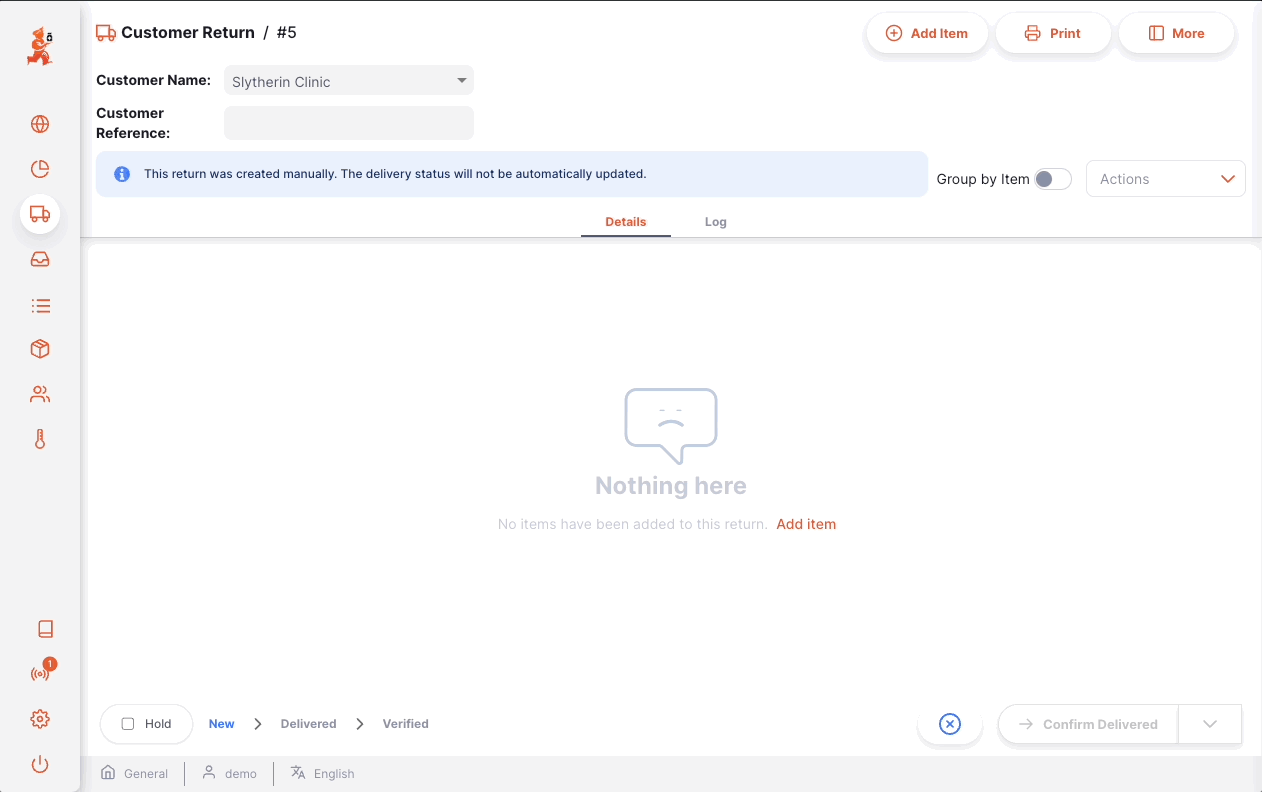 Customer Return / #5
Add Item
Print
More
Customer Name:
Slytherin Clinic
Customer
Reference:
This return was created manually. The delivery status will not be automatically updated.
Group by Item
Actions
Details
Log
Nothing here
No items have been added to this return. Add item
1
Hold
New
Delivered
Verified
Confirm Delivered
General
demo
English